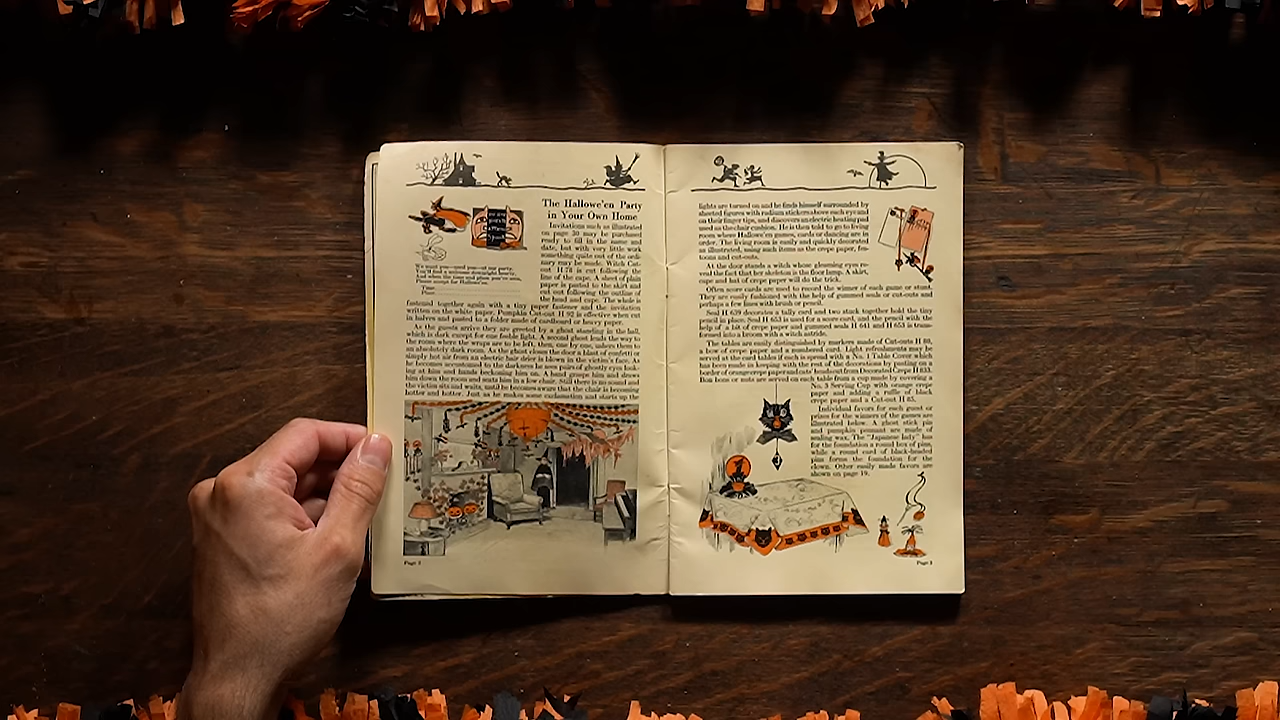 The Hallowe'en Party
in Your Own Home
Invitations such as illustrated
on page 30 may be purchased
ready to fill in the name and
date, but with very little work
something quite out of the ordi-
nary may be made. Witch Cut-
out H 78 is cut following the
line of the cape. A sheet of plain
paper is pasted to the skirt and
cut out following the outline of
the head and cape. The whole is
fastened together again with a tiny paper fastener and the invitation
written on the white paper. Pumpkin Cut-out H 92 is effective when cut
in halves and pasted to a folder made of cardboard or heavy paper.
As the guests arrive they are greeted by a ghost standing in the hall,
which is dark except for one feeble light. A second ghost leads the way to
the room where the wraps are to be left, then, one by one, ushers them to
an absolutely dark room. As the ghost closes the door a blast of confetti or
simply hot air from an electric hair drier is blown in the victim's face. As
he becomes accustomed to the darkness he sees pairs of ghostly eyes look-
ing at him and hands beckoning him on. A hand grasps him and draws
him down the room and seats him in a low chair. Still there is no sound and
the victim sits and waits, until he becomes aware that the chair is becoming
hotter and hotter. Just as he makes some exclamation and starts up the
Page 2
lights are turned on and he finds himself surrounded by
sheeted figures with radium stickers above each eye and
on their finger tips, and discovers an electric heating pad
used as the chair cushion. He is then told to go to living
room where Hallowe'en games, cards or dancing are in
order. The living room is easily and quickly decorated
as illustrated, using such items as the crepe paper, fes-
toons and cut-outs.
At the door stands a witch whose gleaming eyes re-
veal the fact that her skeleton is the floor lamp. A skirt,
cape and hat of crepe paper will do the trick.
Often score cards are used to record the winner of each game or stunt.
They are easily fashioned with the help of gummed seals or cut-outs and
perhaps a few lines with brush or pencil.
Seal H 639 decorates a tally card and two stuck together hold the tiny
pencil in place. Seal H 653 is used for a score card, and the pencil with the
help of a bit of crepe paper and gummed seals H 641 and H 653 is trans-
formed into a broom with a witch astride.
The tables are easily distinguished by markers made of Cut-outs H 80,
a bow of crepe paper and a numbered card. Light refreshments may be
served at the card tables if each is spread with a No. 1 Table Cover which
has been made in keeping with the rest of the decorations by pasting on a
border of orange crepe paper and cats' heads cut from Decorated Crepe H 833.
Bon bons or nuts are served on each table from a cup made by covering a
No. 3 Serving Cup with orange crepe
paper and adding a ruffle of black
crepe paper and a Cut-out H 85.
Individual favors for each guest or
prizes for the winners of the games are
illustrated below. A ghost stick pin
and pumpkin pennant are made of
sealing wax. The "Japanese lady" has
for the foundation a round box of pins,
while a round card of black-headed
pins forms the foundation for the
clown. Other easily made favors are
shown on page 19.
Page 3